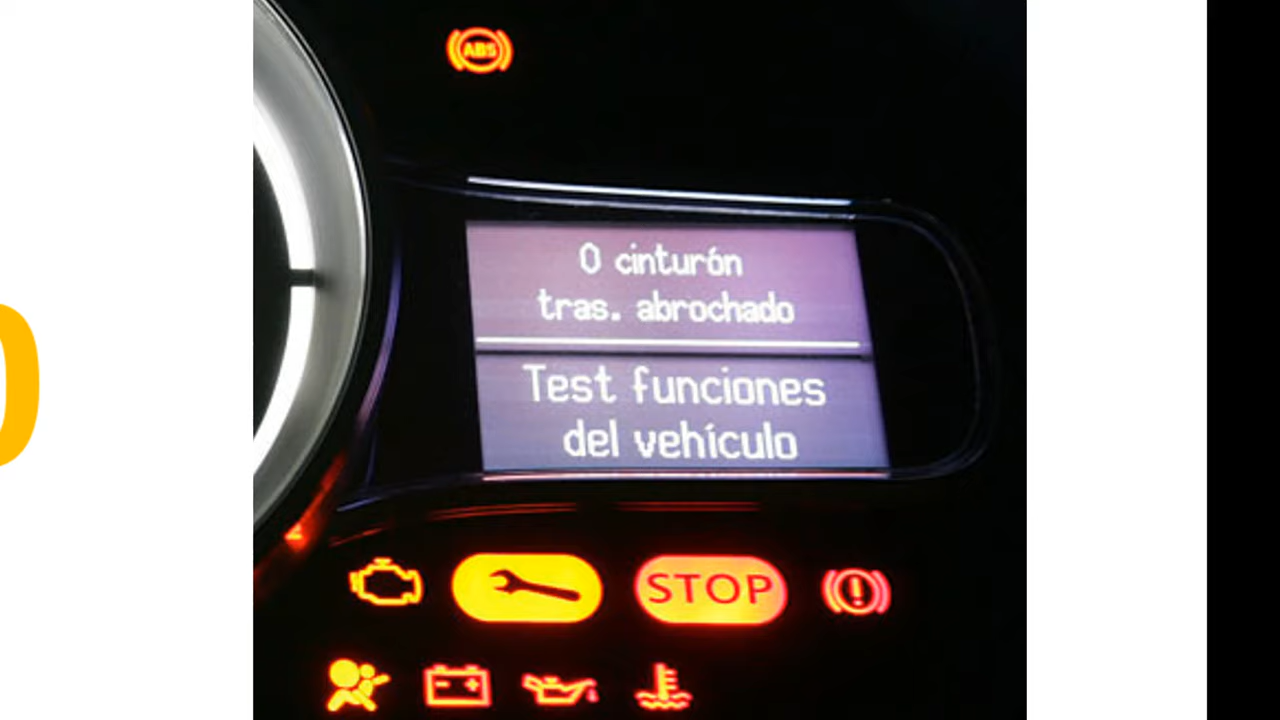 ABS
0 cinturón
tras. abrochado
Test funciones
del vehículo
STOP